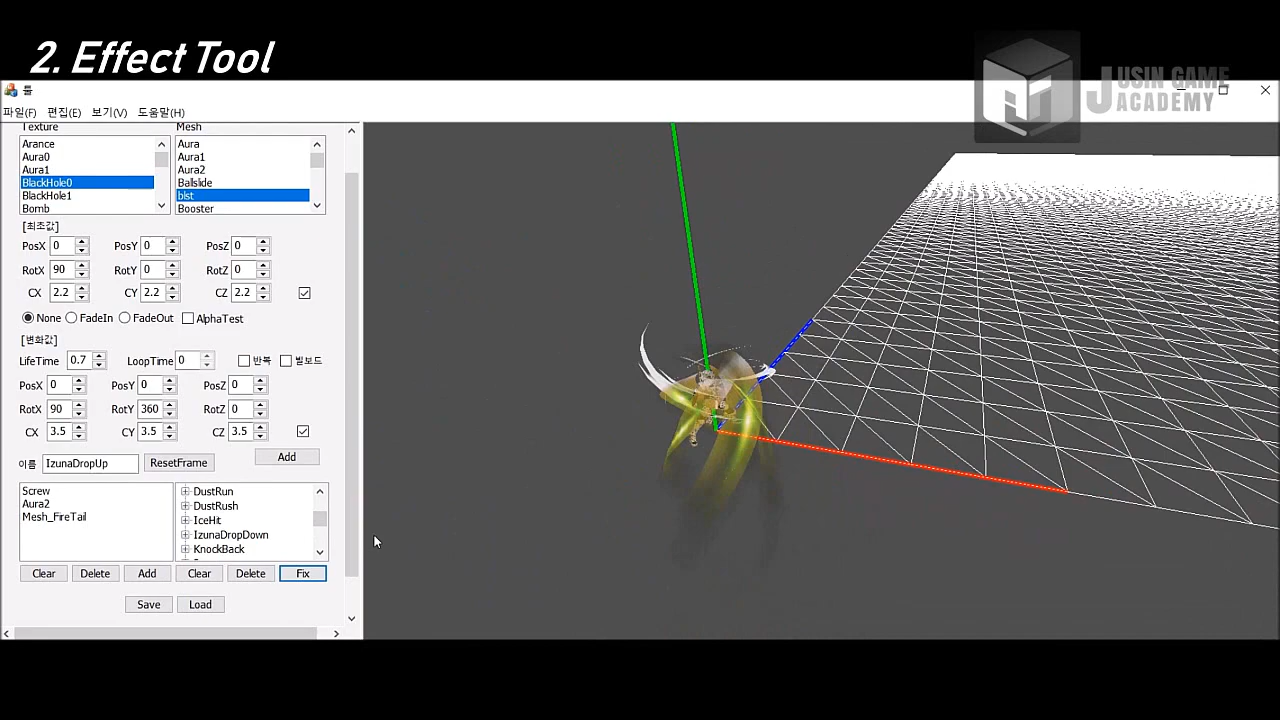 2. Effect Tool
JUSIN GAME
ACADEMY
툴
파일(F) 편집(E) 보기(V) 도움말(H)
Texture Mesh
Arance Aura
Aura0 Aura1
Aura1 Aura2
BlackHole0 Ballside
BlackHole1 blst
Bomb Booster
[최조값]
PosX 0 PosY 0 PosZ 0
RotX 90 RotY 0 RotZ 0
CX 2.2 CY 2.2 CZ 2.2
None FadeIn FadeOut AlphaTest
[변화값]
LifeTime 0.7 LoopTime 0 반복 빌보드
PosX 0 PosY 0 PosZ 0
RotX 90 RotY 360 RotZ 0
CX 3.5 CY 3.5 CZ 3.5
이름 IzunaDropUp ResetFrame Add
Screw DustRun
Aura2 DustRush
Mesh_FireTail IceHit
IzunaDropDown
KnockBack
Clear Delete Add Clear Delete Fix
Save Load